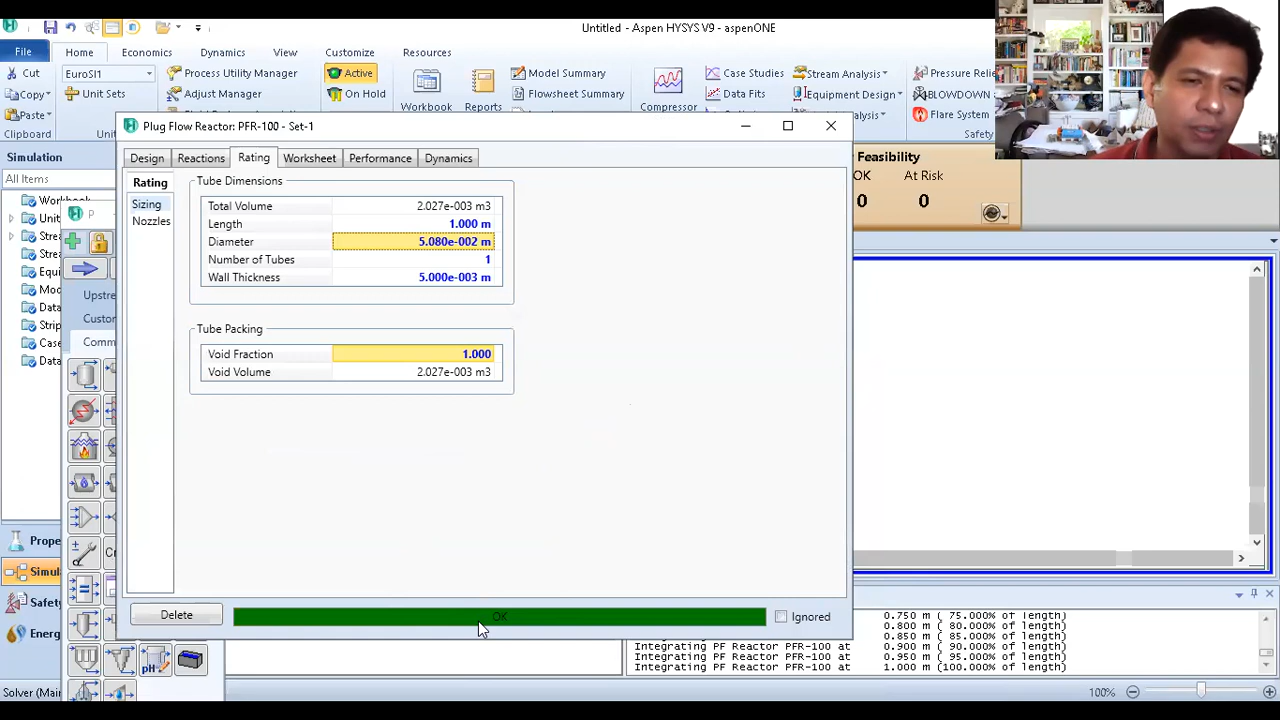 Untitled - Aspen HYSYS V9 - aspenONE
File
Home
Economics
Dynamics
View
Customize
Resources
Cut
Copy
Paste
Clipboard
EuroSI1
Unit Sets
Process Utility Manager
Adjust Manager
Active
Workbook
Reports
Model Summary
Flowsheet Summary
Compressor
Case Studies
Data Fits
Stream Analysis
Equipment Design
Pressure Relie
BLOWDOWN
Flare System
Safety
Simulation
All Items
Plug Flow Reactor: PFR-100 - Set-1
Feasibility
OK
At Risk
0
0
Design
Reactions
Rating
Worksheet
Performance
Dynamics
Rating
Sizing
Nozzles
Tube Dimensions
Total Volume 2.027e-003 m3
Length 1.000 m
Diameter 5.080e-002 m
Number of Tubes 1
Wall Thickness 5.000e-003 m
Tube Packing
Void Fraction 1.000
Void Volume 2.027e-003 m3
Delete
OK
Ignored
0.750 m ( 75.000% of length)
0.800 m ( 80.000% of length)
0.850 m ( 85.000% of length)
Integrating PF Reactor PFR-100 at 0.900 m ( 90.000% of length)
Integrating PF Reactor PFR-100 at 0.950 m ( 95.000% of length)
Integrating PF Reactor PFR-100 at 1.000 m (100.000% of length)
pH
Solver (Mai
100%